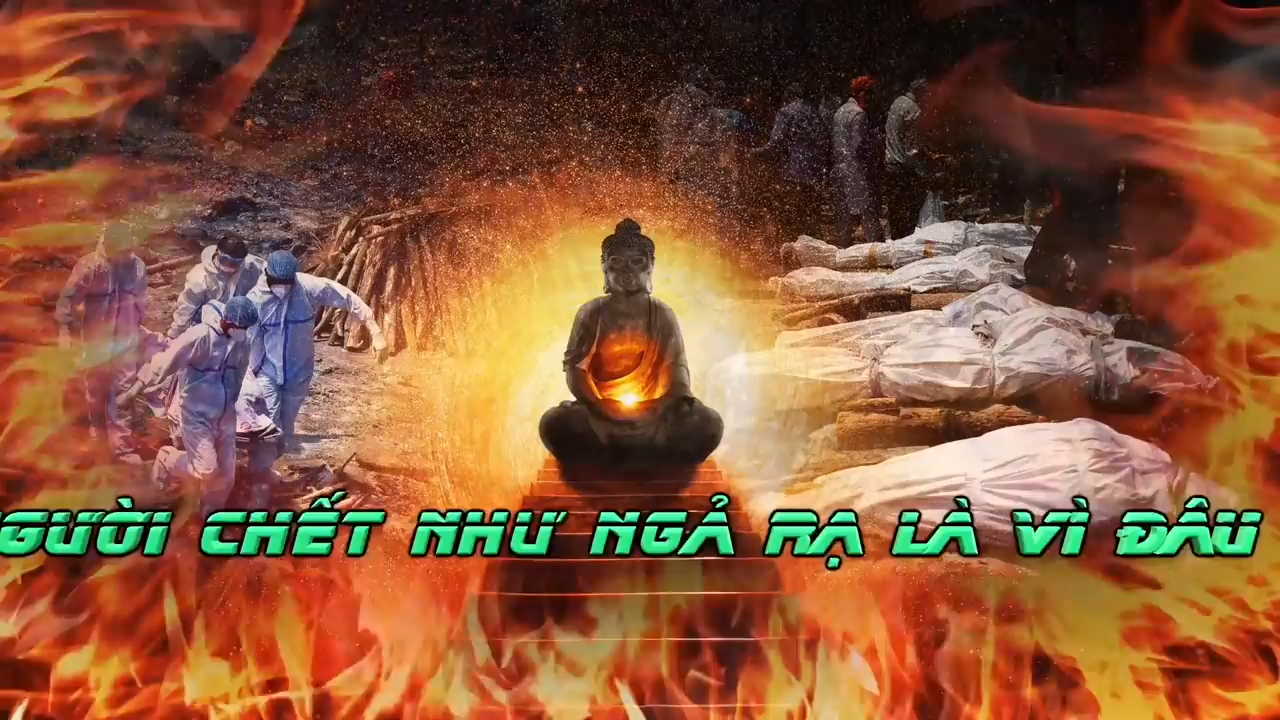 GƯỜI CHẾT NHƯ NGẢ RẠ LÀ VÌ ĐÂU